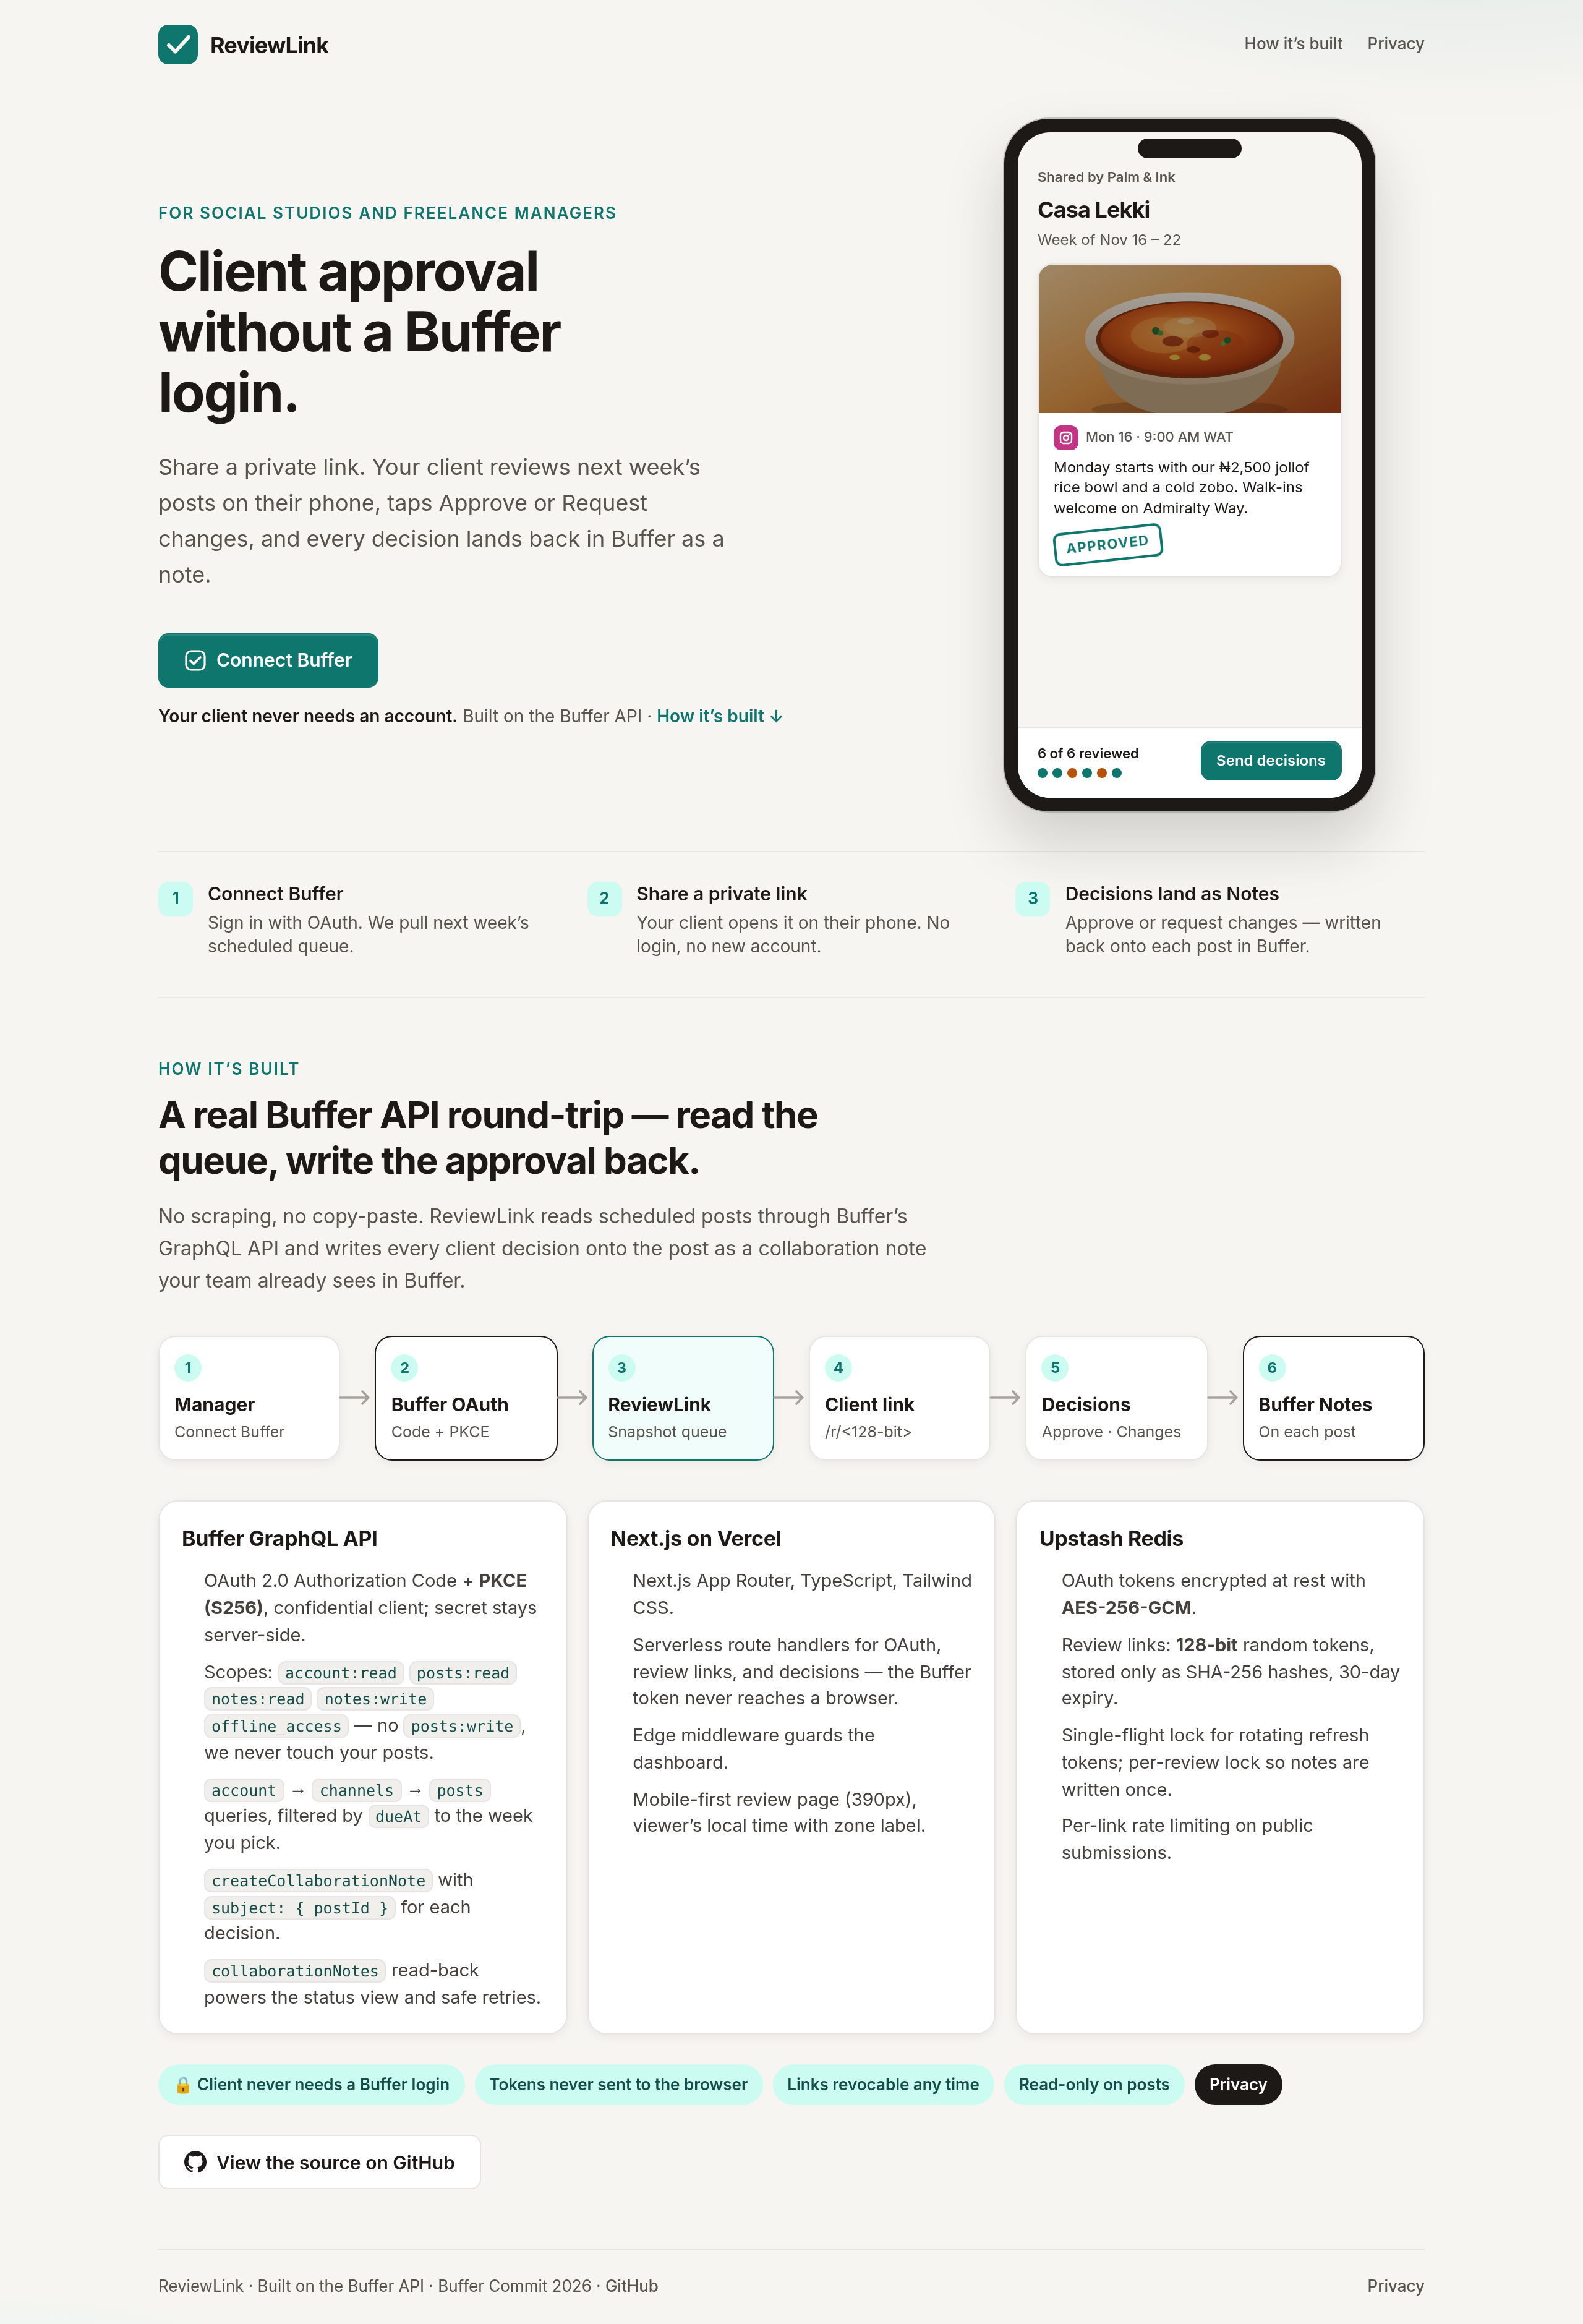 ReviewLink
How it’s built
Privacy
FOR SOCIAL STUDIOS AND FREELANCE MANAGERS
Client approval
without a Buffer
login.
Share a private link. Your client reviews next week’s
posts on their phone, taps Approve or Request
changes, and every decision lands back in Buffer as a
note.
Connect Buffer
Your client never needs an account. Built on the Buffer API · How it’s built ↓
Shared by Palm & Ink
Casa Lekki
Week of Nov 16 – 22
Mon 16 · 9:00 AM WAT
Monday starts with our ₦2,500 jollof
rice bowl and a cold zobo. Walk-ins
welcome on Admiralty Way.
APPROVED
6 of 6 reviewed
Send decisions
1
Connect Buffer
Sign in with OAuth. We pull next week’s
scheduled queue.
2
Share a private link
Your client opens it on their phone. No
login, no new account.
3
Decisions land as Notes
Approve or request changes — written
back onto each post in Buffer.
HOW IT’S BUILT
A real Buffer API round-trip — read the
queue, write the approval back.
No scraping, no copy-paste. ReviewLink reads scheduled posts through Buffer’s
GraphQL API and writes every client decision onto the post as a collaboration note
your team already sees in Buffer.
1
Manager
Connect Buffer
2
Buffer OAuth
Code + PKCE
3
ReviewLink
Snapshot queue
4
Client link
/r/<128-bit>
5
Decisions
Approve · Changes
6
Buffer Notes
On each post
Buffer GraphQL API
OAuth 2.0 Authorization Code + PKCE
(S256), confidential client; secret stays
server-side.
Scopes: account:read posts:read
notes:read notes:write
offline_access — no posts:write,
we never touch your posts.
account → channels → posts
queries, filtered by dueAt to the week
you pick.
createCollaborationNote with
subject: { postId } for each
decision.
collaborationNotes read-back
powers the status view and safe retries.
Next.js on Vercel
Next.js App Router, TypeScript, Tailwind
CSS.
Serverless route handlers for OAuth,
review links, and decisions — the Buffer
token never reaches a browser.
Edge middleware guards the
dashboard.
Mobile-first review page (390px),
viewer’s local time with zone label.
Upstash Redis
OAuth tokens encrypted at rest with
AES-256-GCM.
Review links: 128-bit random tokens,
stored only as SHA-256 hashes, 30-day
expiry.
Single-flight lock for rotating refresh
tokens; per-review lock so notes are
written once.
Per-link rate limiting on public
submissions.
🔒 Client never needs a Buffer login
Tokens never sent to the browser
Links revocable any time
Read-only on posts
Privacy
View the source on GitHub
ReviewLink · Built on the Buffer API · Buffer Commit 2026 · GitHub
Privacy